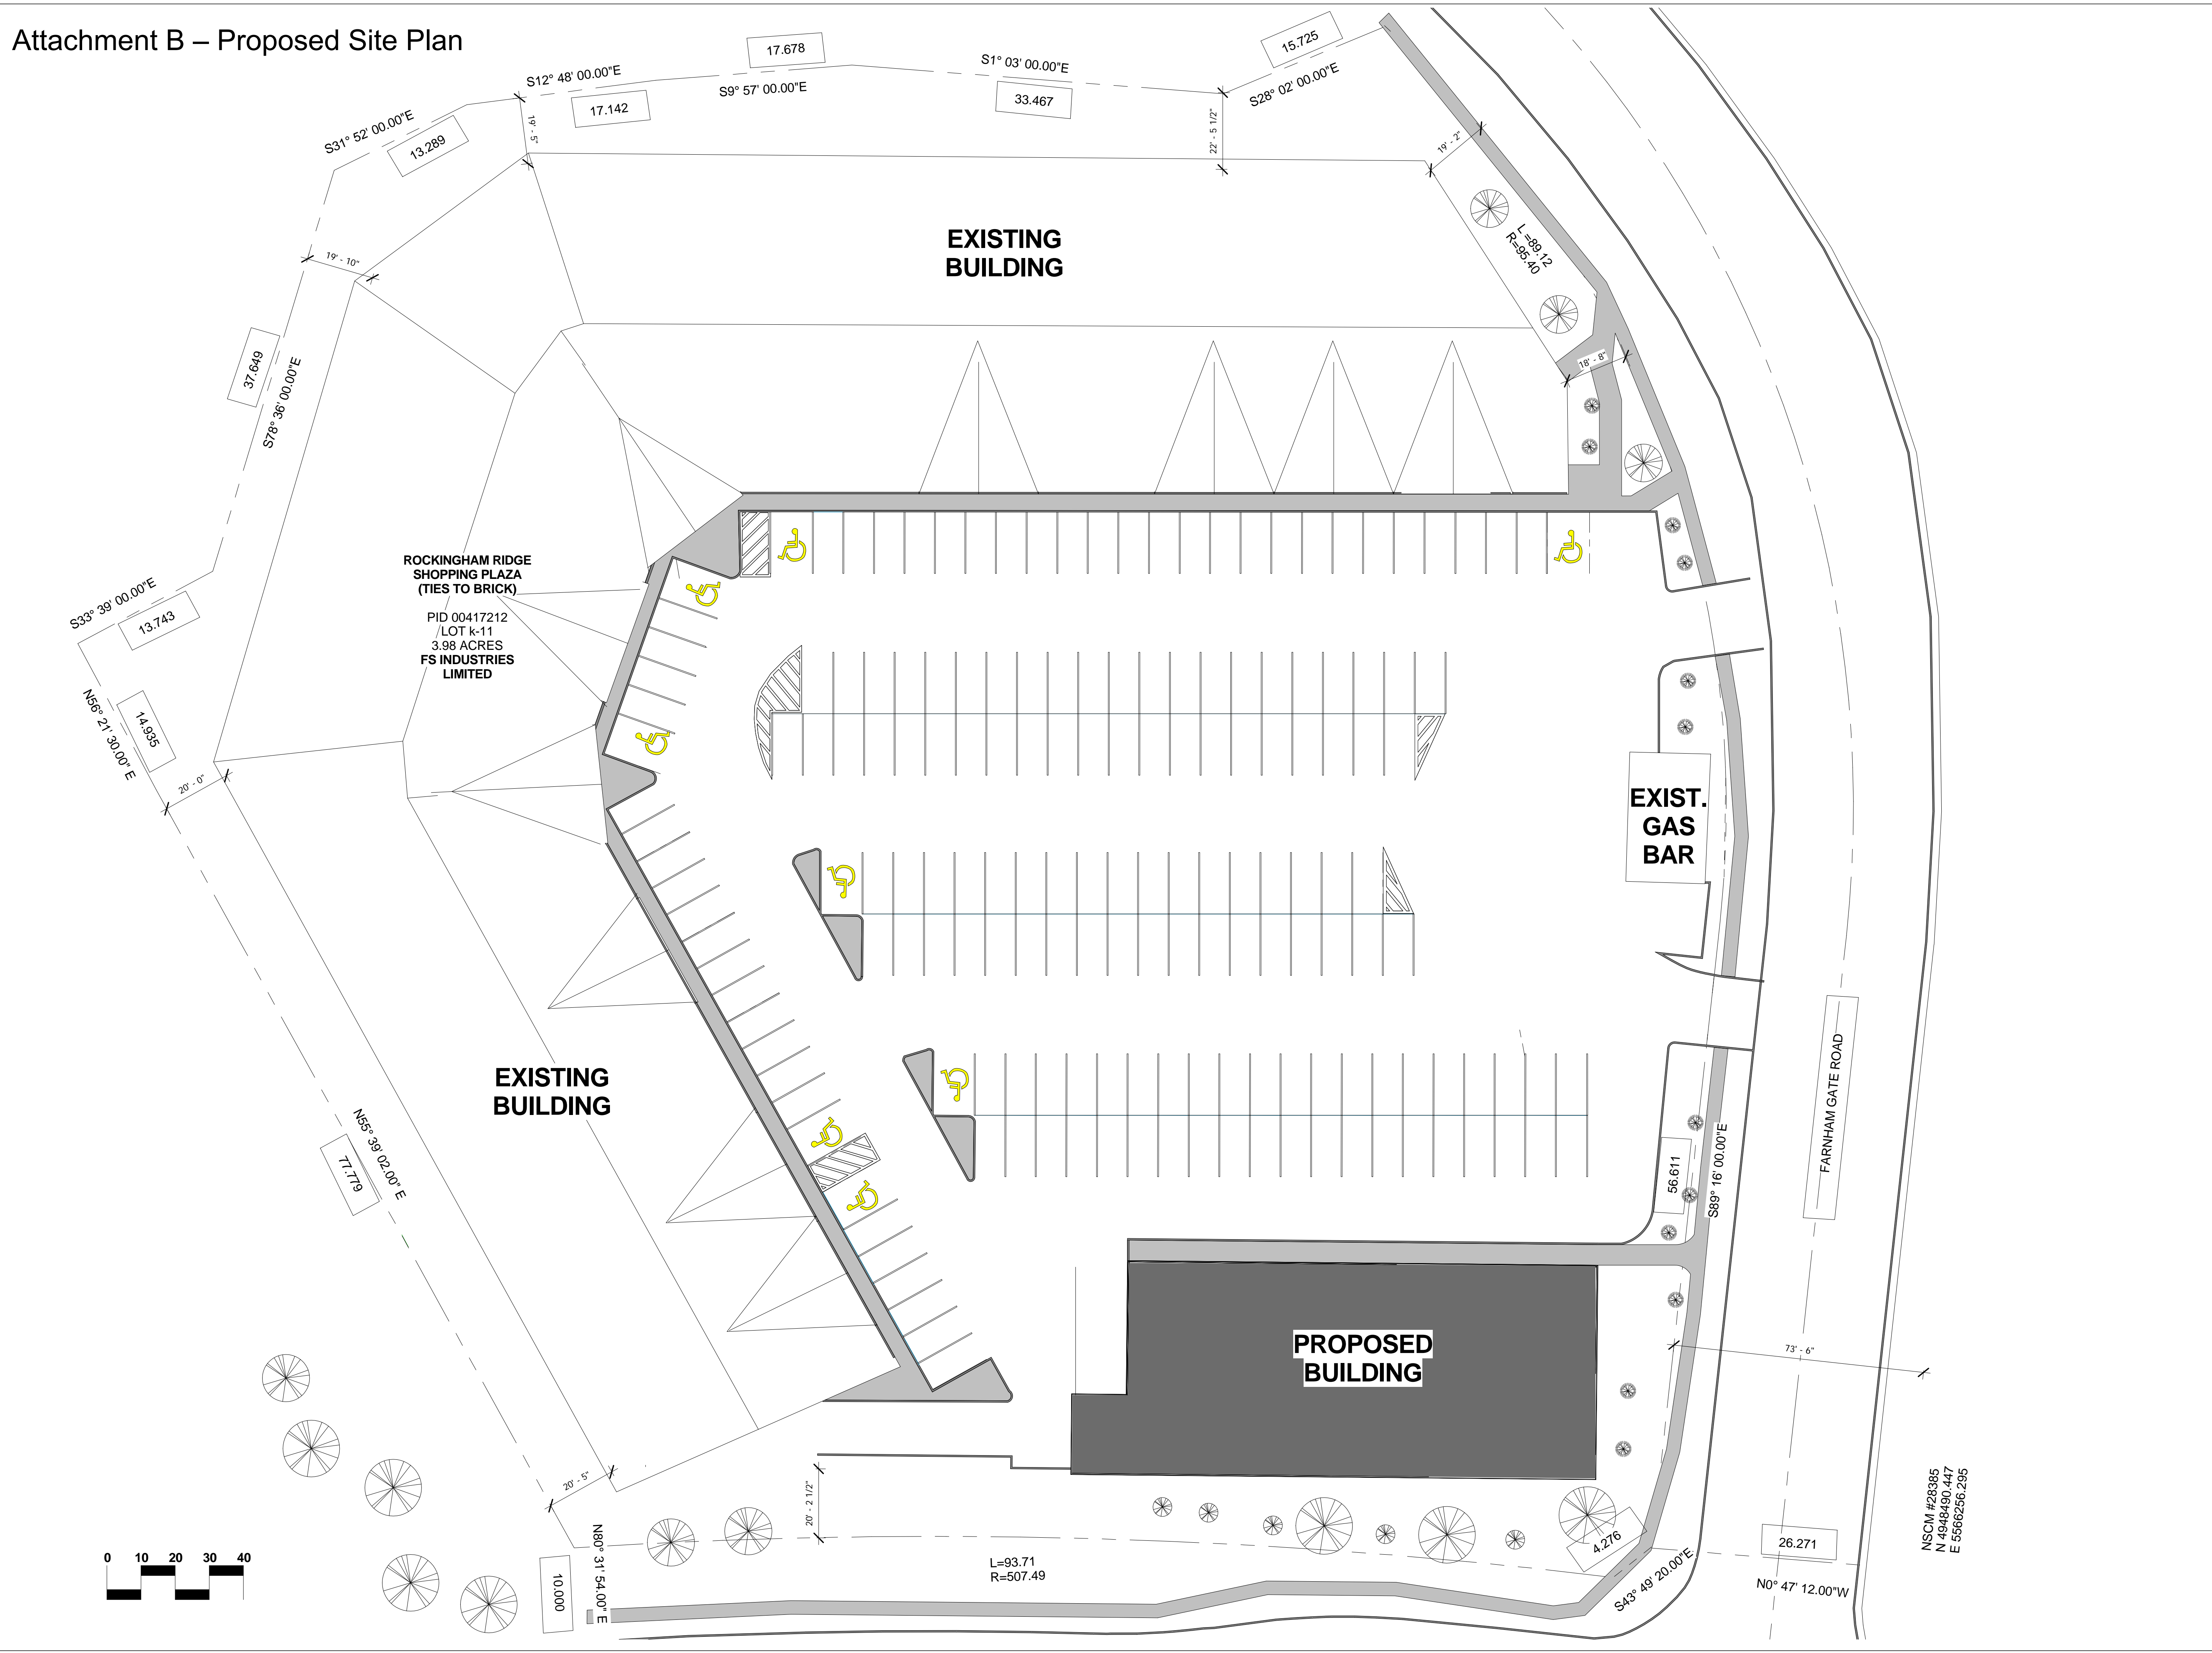 Attachment B – Proposed Site Plan
S31° 52' 00.00"E
13.289
S12° 48' 00.00"E
17.142
17.678
S9° 57' 00.00"E
S1° 03' 00.00"E
33.467
15.725
S28° 02' 00.00"E
19' - 5"
22' - 5 1/2"
19' - 2"
L =89.12
R=95.40
18' - 8"
19' - 10"
37.649
S78° 36' 00.00"E
EXISTING
BUILDING
ROCKINGHAM RIDGE
SHOPPING PLAZA
(TIES TO BRICK)
PID 00417212
LOT k-11
3.98 ACRES
FS INDUSTRIES
LIMITED
S33° 39' 00.00"E
13.743
N56° 21' 30.00" E
14.935
20' - 0"
EXIST.
GAS
BAR
EXISTING
BUILDING
N55° 39' 02.00" E
77.779
FARNHAM GATE ROAD
56.611
S89° 16' 00.00"E
PROPOSED
BUILDING
73' - 6"
20' - 5"
20' - 2 1/2"
N80° 31' 54.00" E
10.000
L=93.71
R=507.49
4.276
S43° 49' 20.00"E
26.271
N0° 47' 12.00"W
NSCM #28385
N 4948490.447
E 5566256.295
0 10 20 30 40